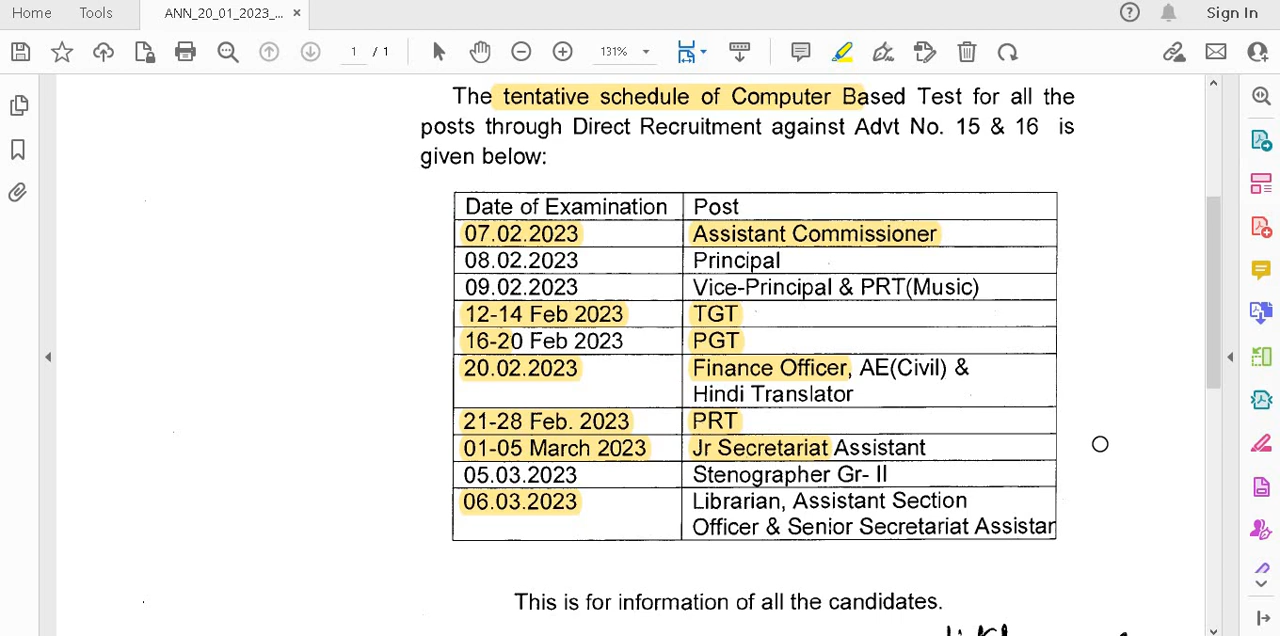 Home Tools ANN_20_01_2023_... × Sign In
1 / 1 131%
The tentative schedule of Computer Based Test for all the
posts through Direct Recruitment against Advt No. 15 & 16 is
given below:
Date of Examination Post
07.02.2023 Assistant Commissioner
08.02.2023 Principal
09.02.2023 Vice-Principal & PRT(Music)
12-14 Feb 2023 TGT
16-20 Feb 2023 PGT
20.02.2023 Finance Officer, AE(Civil) &
Hindi Translator
21-28 Feb. 2023 PRT
01-05 March 2023 Jr Secretariat Assistant
05.03.2023 Stenographer Gr- II
06.03.2023 Librarian, Assistant Section
Officer & Senior Secretariat Assistan
This is for information of all the candidates.